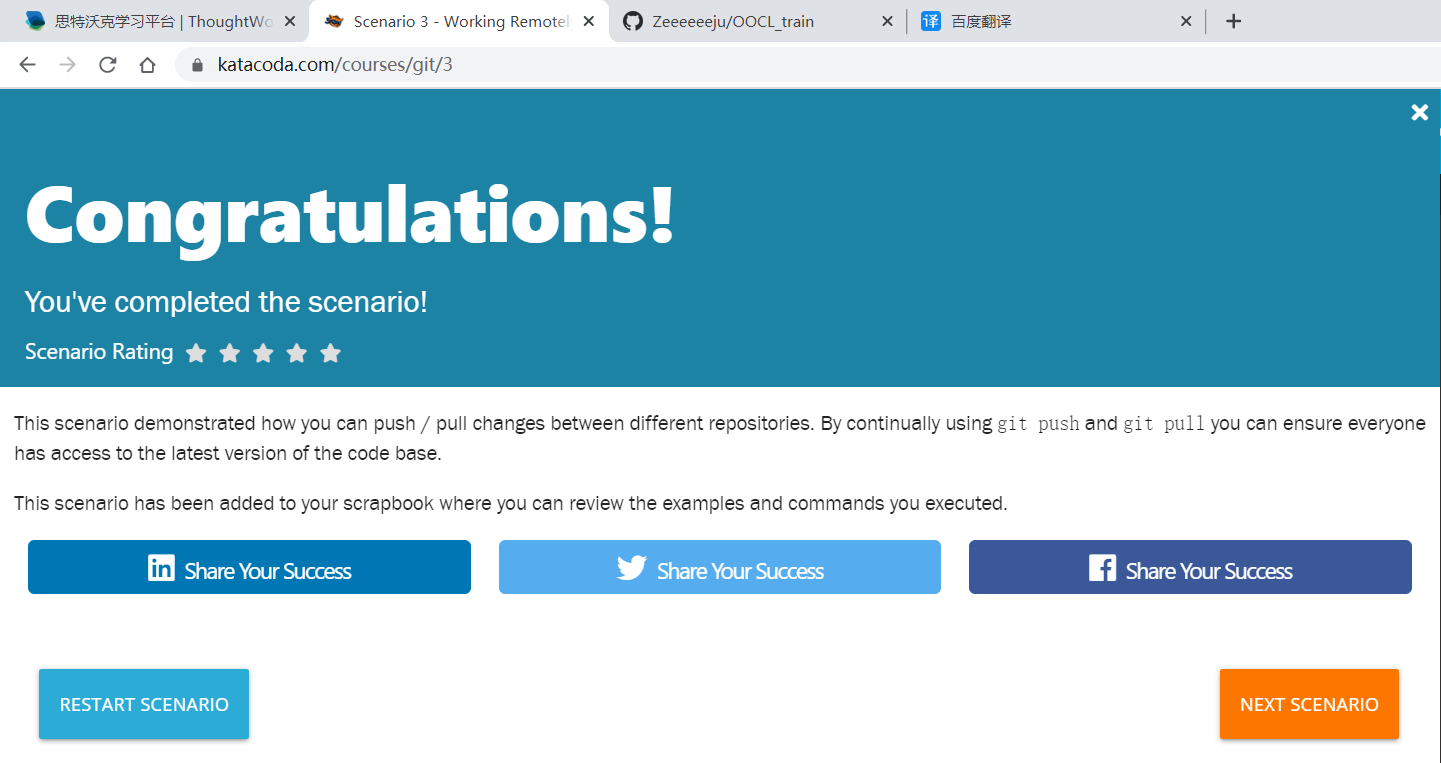 思特沃克学习平台 | ThoughtWo
Scenario 3 - Working Remotel
Zeeeeeeju/OOCL_train
译 百度翻译
katacoda.com/courses/git/3
Congratulations!
You've completed the scenario!
Scenario Rating
This scenario demonstrated how you can push / pull changes between different repositories. By continually using git push and git pull you can ensure everyone
has access to the latest version of the code base.
This scenario has been added to your scrapbook where you can review the examples and commands you executed.
in Share Your Success
Share Your Success
f Share Your Success
RESTART SCENARIO
NEXT SCENARIO